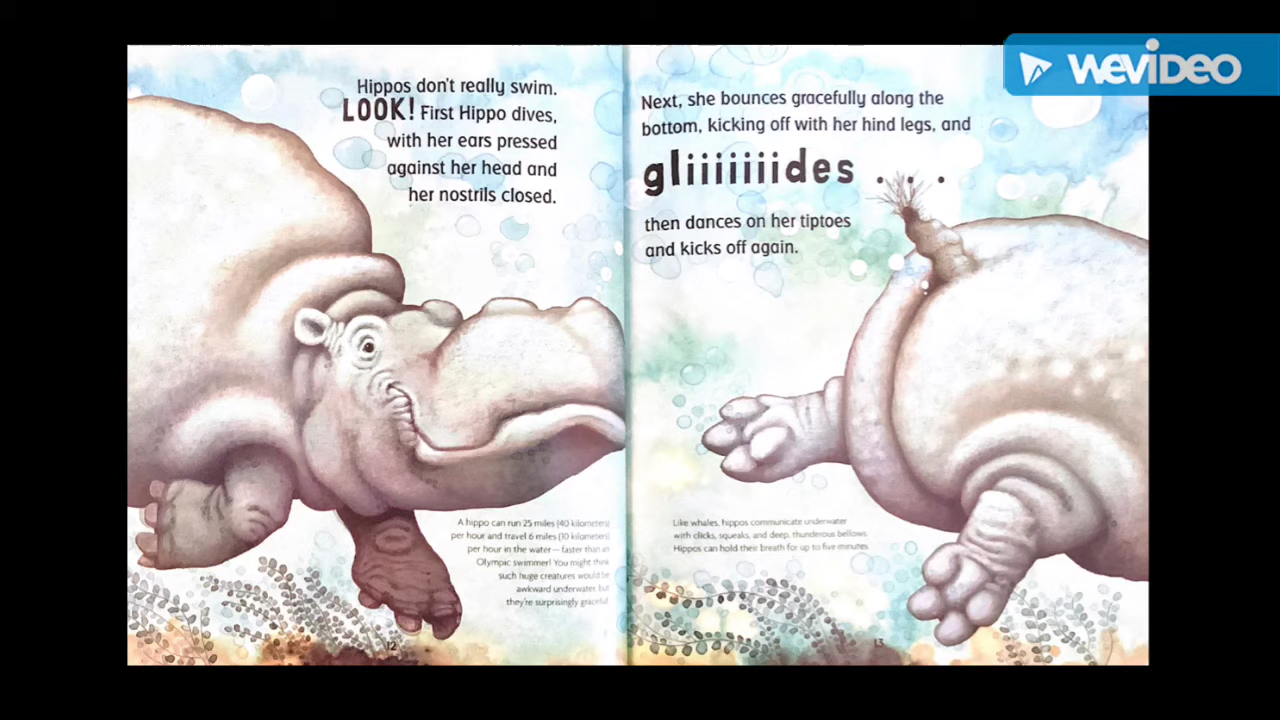 WEVIDEO
Hippos don't really swim.
LOOK! First Hippo dives,
with her ears pressed
against her head and
her nostrils closed.
A hippo can run 25 miles (40 kilometers)
per hour and travel 6 miles (10 kilometers)
per hour in the water—faster than an
Olympic swimmer! You might think
such huge creatures would be
awkward underwater, but
they're surprisingly graceful.
12
Next, she bounces gracefully along the
bottom, kicking off with her hind legs, and
gliiiiiiides . . .
then dances on her tiptoes
and kicks off again.
Like whales, hippos communicate underwater
with clicks, squeaks, and deep, thunderous bellows.
Hippos can hold their breath for up to five minutes.
13